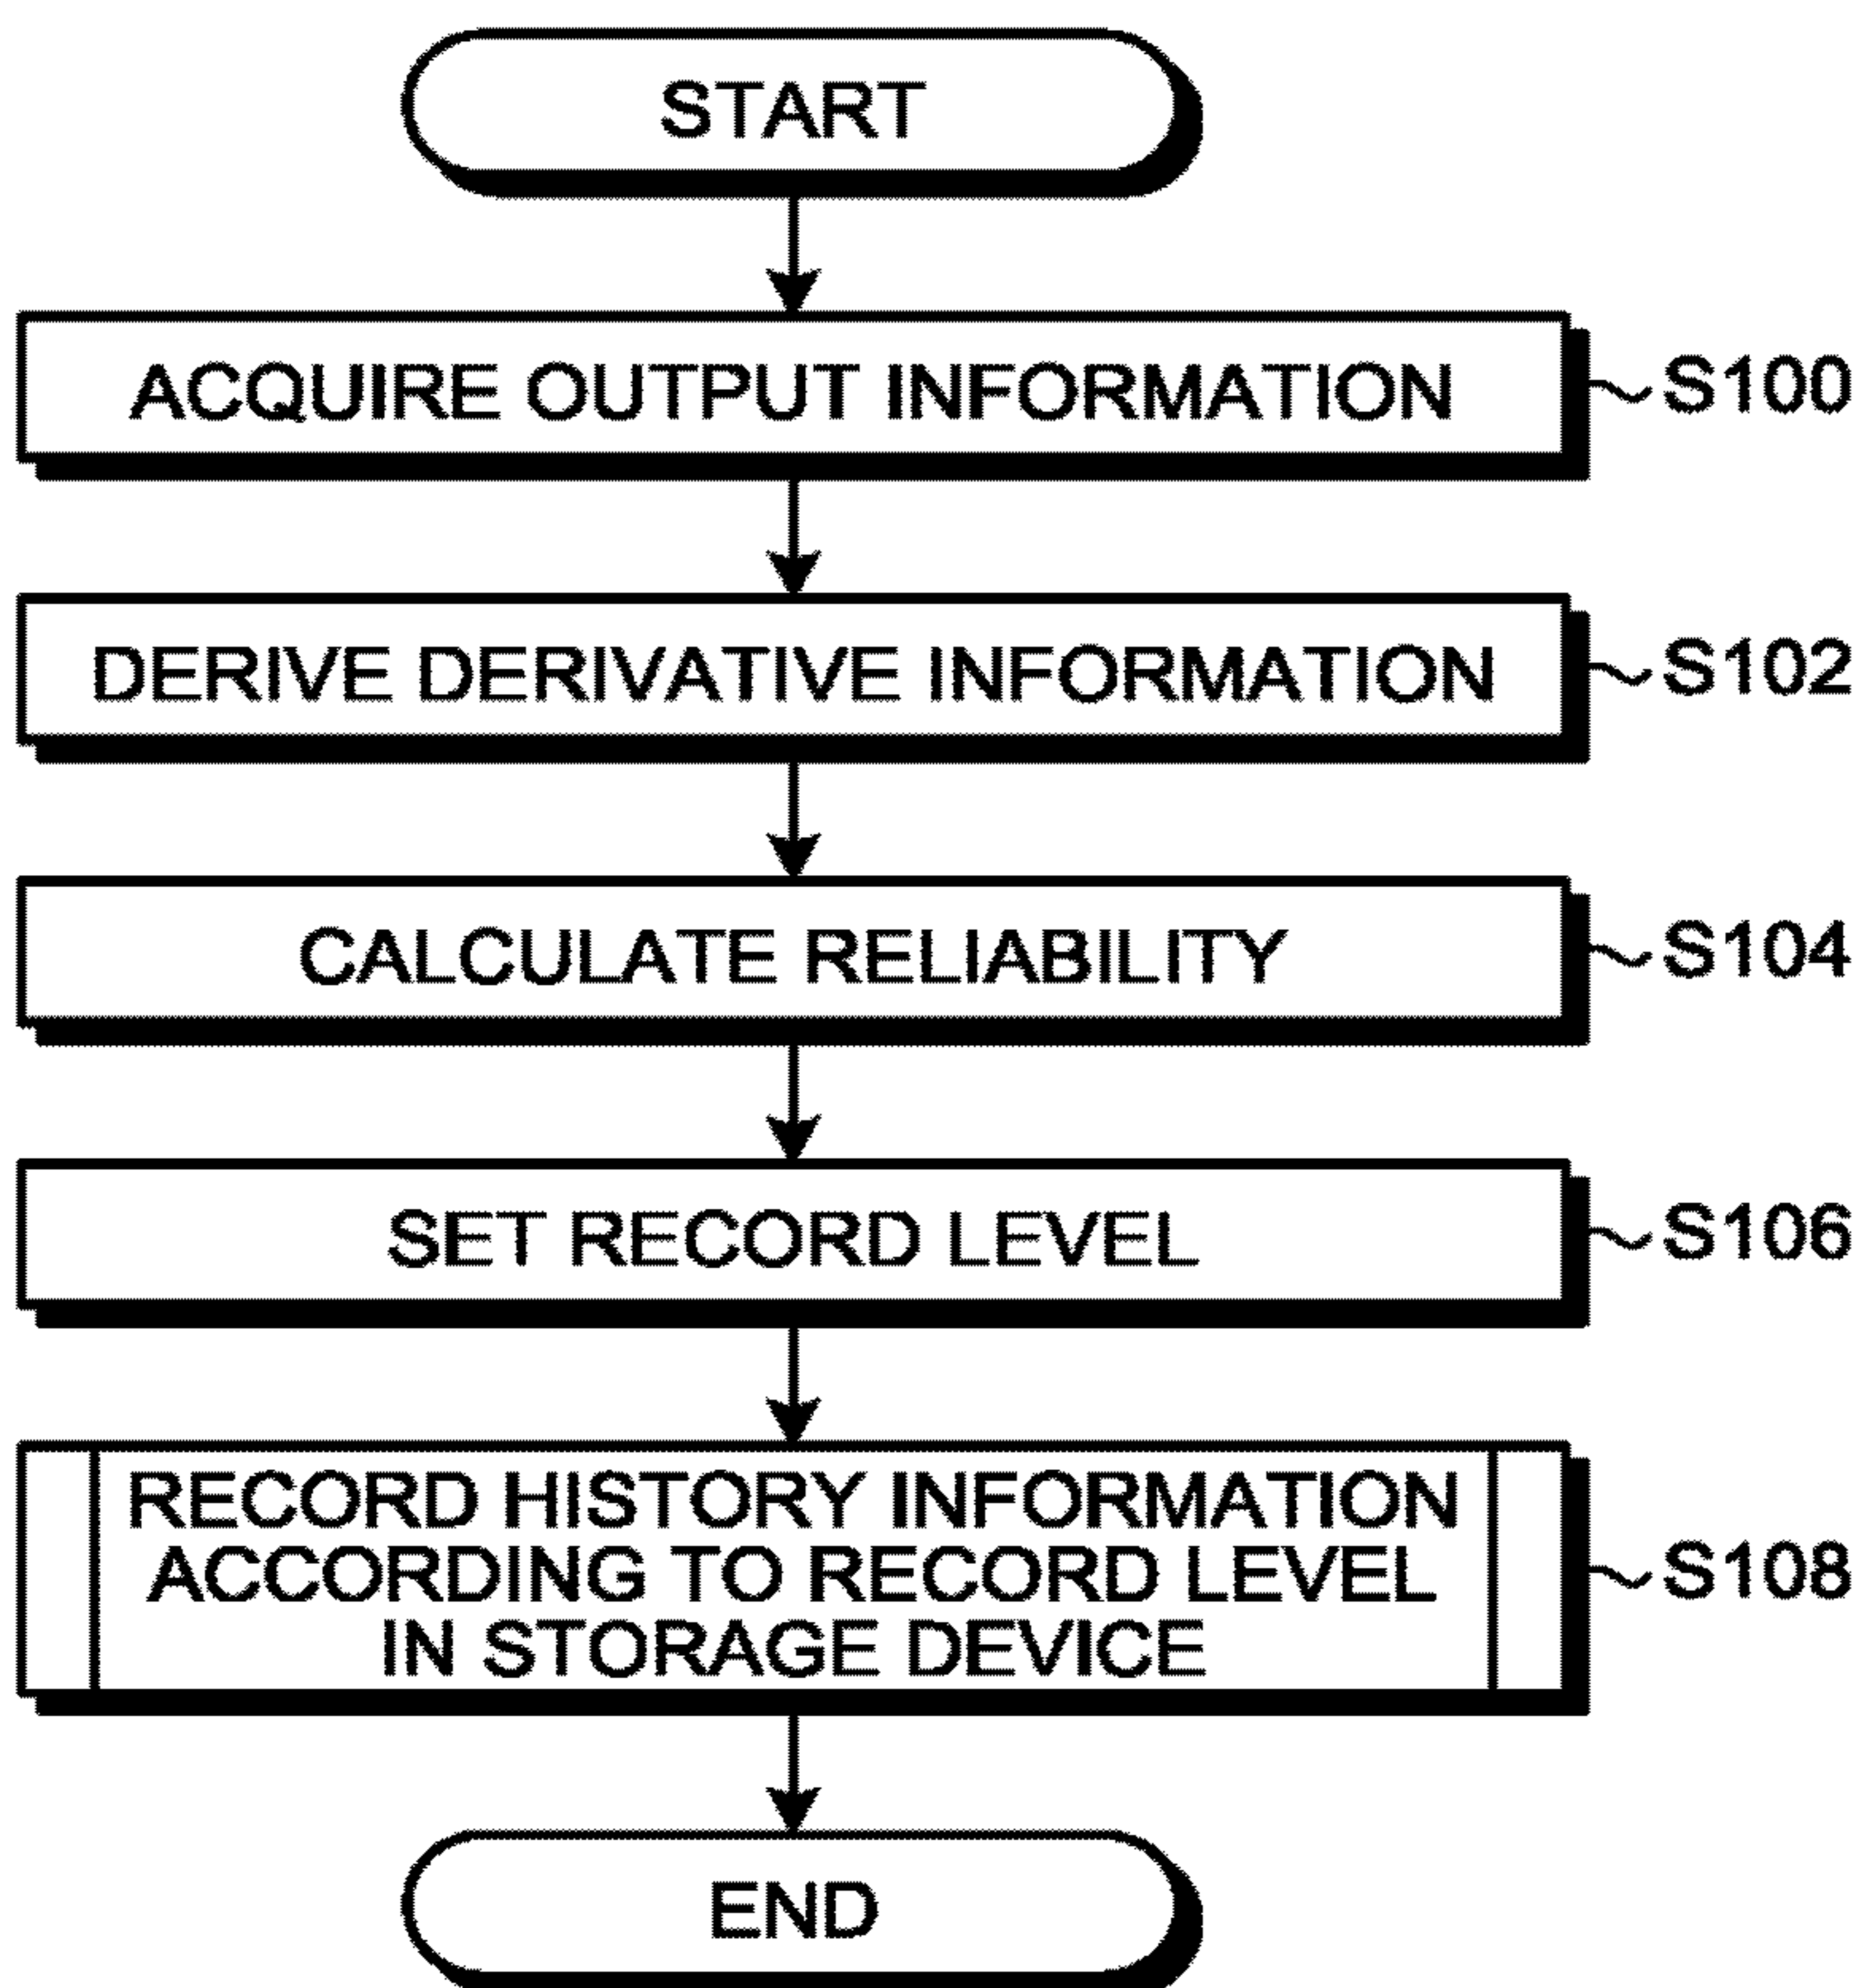 START
ACQUIRE OUTPUT INFORMATION
S100
DERIVE DERIVATIVE INFORMATION
S102
CALCULATE RELIABILITY
S104
SET RECORD LEVEL
S106
RECORD HISTORY INFORMATION
ACCORDING TO RECORD LEVEL
IN STORAGE DEVICE
S108
END